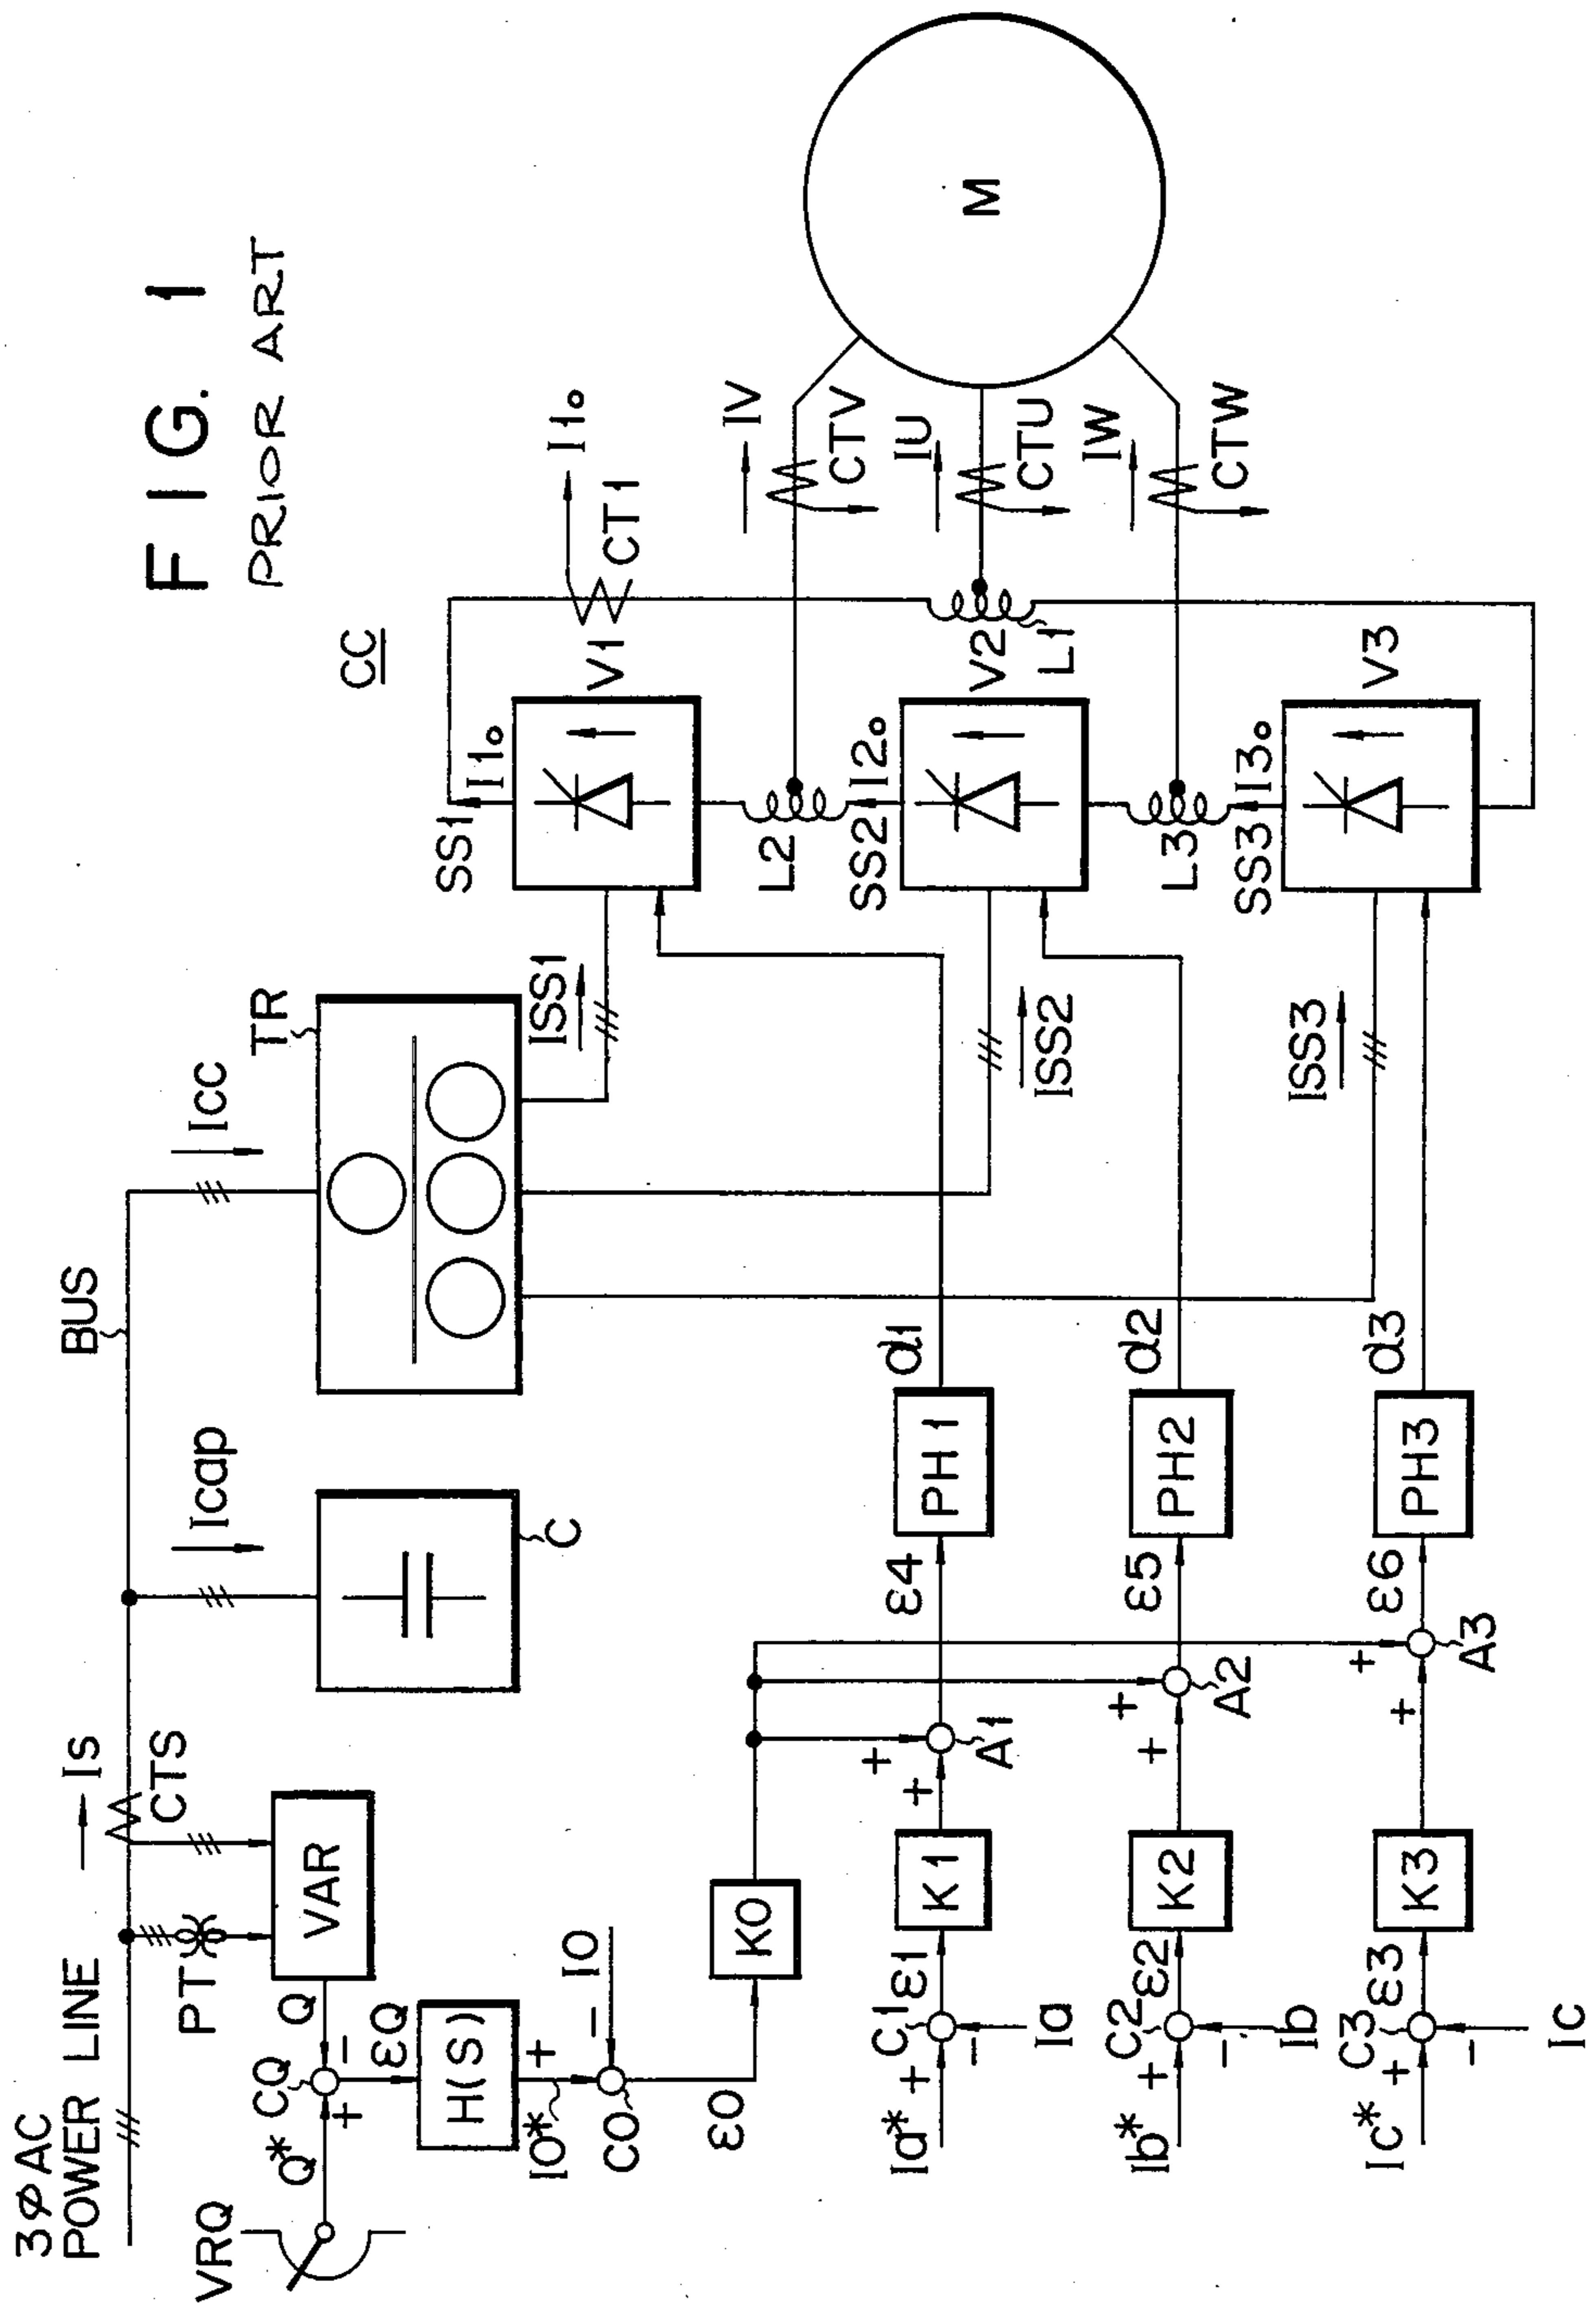 FIG. 1
PRIOR ART
3φAC
POWER LINE
Is
CTS
BUS
Icap
Icc
C
TR
PT
VAR
VRQ
Q*
+
CQ
-
Q
εQ
H(S)
IO*
+
CO
-
IO
εO
KO
CC
SS1
I1o
V1
CT1
I1o
ISS1
L2
IV
CTV
SS2
I2o
V2
L1
IU
CTU
M
ISS2
L3
IW
CTW
SS3
I3o
V3
ISS3
Ia*
+
C1
-
Ia
ε1
K1
+
+
A1
ε4
PH1
α1
Ib*
+
C2
-
Ib
ε2
K2
+
+
A2
ε5
PH2
α2
Ic*
+
C3
-
Ic
ε3
K3
+
+
A3
ε6
PH3
α3